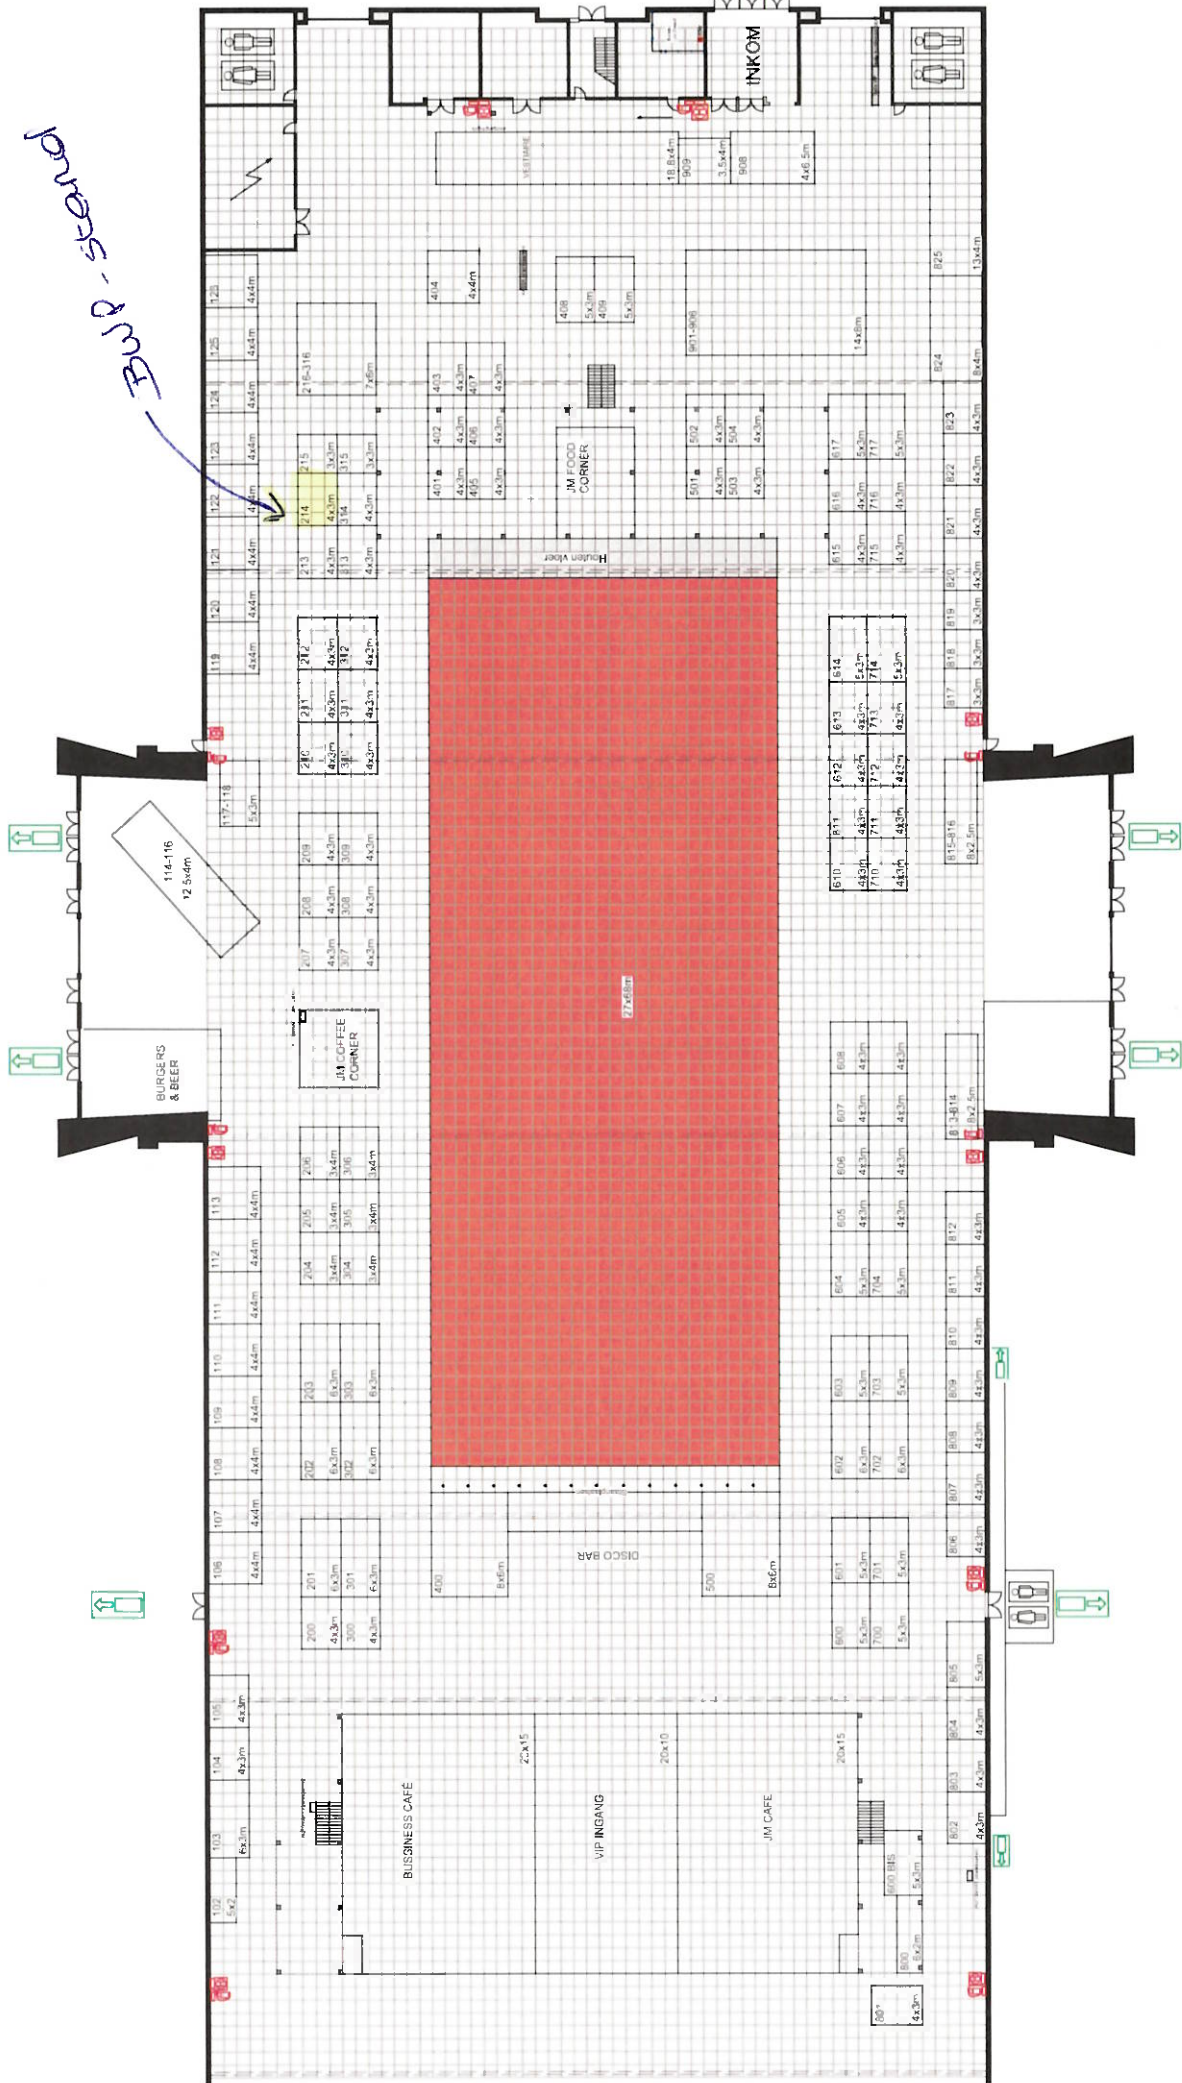 INKOM
BWP - stand
VESTIAIRE
18.8x4m
909
3.5x4m
908
4x6.5m
126
4x4m
125
4x4m
124
4x4m
123
4x4m
122
4x4m
121
4x4m
120
4x4m
119
4x4m
216-316
7x6m
215
3x3m
315
3x3m
214
4x3m
314
4x3m
213
4x3m
313
4x3m
212
4x3m
312
4x3m
211
4x3m
311
4x3m
210
4x3m
310
4x3m
404
4x4m
408
5x3m
409
5x3m
403
4x3m
407
4x3m
402
4x3m
406
4x3m
401
4x3m
405
4x3m
JM FOOD
CORNER
Houten vloer
901-906
14x8m
502
4x3m
504
4x3m
501
4x3m
503
4x3m
825
13x4m
824
8x4m
823
4x3m
822
4x3m
821
4x3m
820
4x3m
819
3x3m
818
3x3m
817
3x3m
617
5x3m
717
5x3m
616
4x3m
716
4x3m
615
4x3m
715
4x3m
614
5x3m
714
5x3m
613
4x3m
713
4x3m
612
4x3m
712
4x3m
611
4x3m
711
4x3m
610
4x3m
710
4x3m
815-816
8x2.5m
117-118
5x3m
114-116
12.5x4m
209
4x3m
309
4x3m
208
4x3m
308
4x3m
207
4x3m
307
4x3m
27x68m
JM COFFEE
CORNER
BURGERS
& BEER
608
4x3m
4x3m
607
4x3m
4x3m
606
4x3m
4x3m
605
4x3m
4x3m
604
5x3m
704
5x3m
813-814
8x2.5m
206
3x4m
306
3x4m
205
3x4m
305
3x4m
204
3x4m
304
3x4m
113
4x4m
112
4x4m
111
4x4m
110
4x4m
109
4x4m
108
4x4m
107
4x4m
106
4x4m
203
6x3m
303
6x3m
202
6x3m
302
6x3m
201
6x3m
301
6x3m
200
4x3m
300
4x3m
603
5x3m
703
5x3m
602
6x3m
702
6x3m
601
5x3m
701
5x3m
600
5x3m
700
5x3m
812
4x3m
811
4x3m
810
4x3m
809
4x3m
808
4x3m
807
4x3m
806
4x3m
DISCO BAR
400
8x6m
500
8x6m
105
4x3m
104
4x3m
103
6x3m
102
5x2
805
5x3m
804
4x3m
803
4x3m
802
4x3m
BUSGINESS CAFÉ
20x15
VIP INGANG
20x10
JM CAFE
20x15
600 BIS
5x3m
800
6x2m
801
4x3m